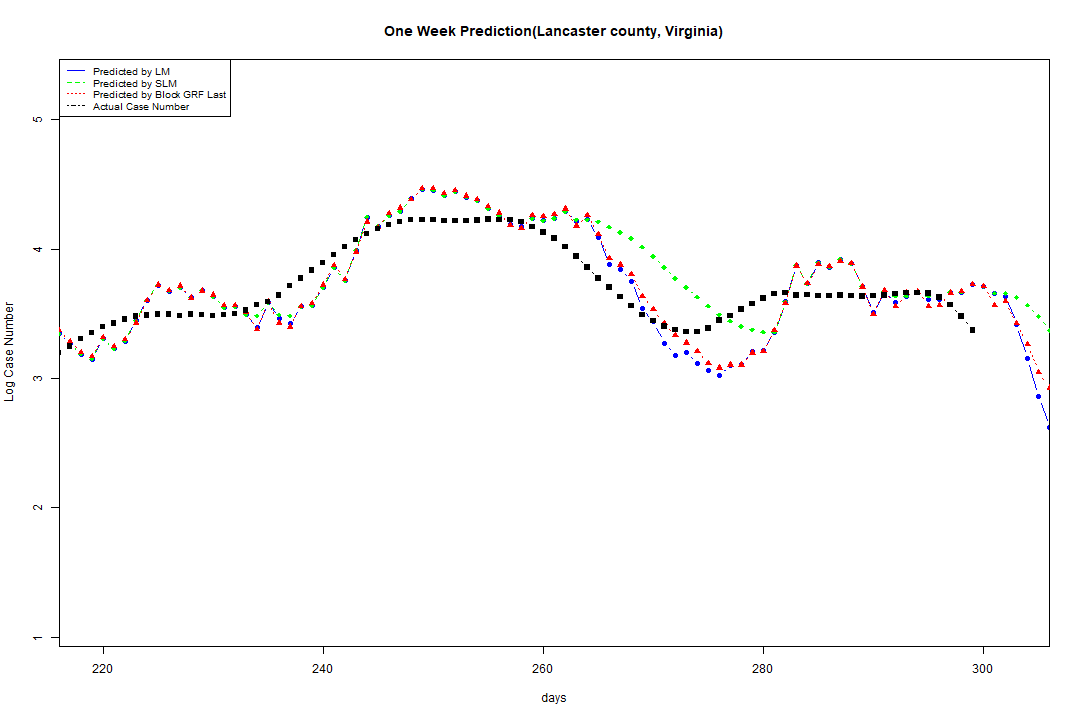 One Week Prediction(Lancaster county, Virginia)
Predicted by LM
Predicted by SLM
Predicted by Block GRF Last
Actual Case Number
5
4
3
2
1
Log Case Number
220 240 260 280 300
days